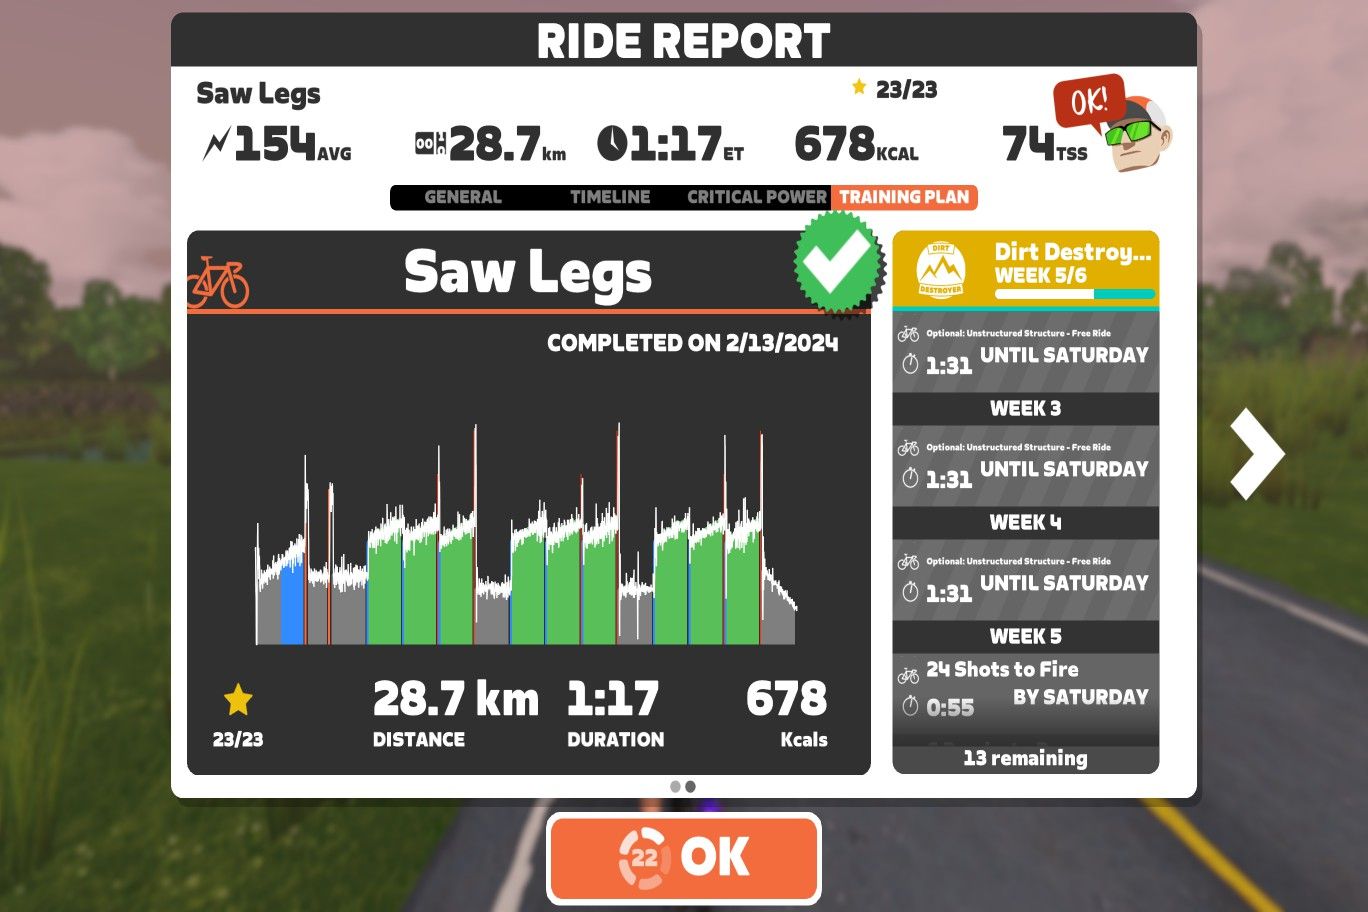 RIDE REPORT
Saw Legs
23/23
OK!
154AVG
28.7km
1:17ET
678KCAL
74TSS
GENERAL
TIMELINE
CRITICAL POWER
TRAINING PLAN
Saw Legs
COMPLETED ON 2/13/2024
23/23
28.7 km
DISTANCE
1:17
DURATION
678
Kcals
DIRT
DESTROYER
Dirt Destroy...
WEEK 5/6
Optional: Unstructured Structure - Free Ride
1:31 UNTIL SATURDAY
WEEK 3
Optional: Unstructured Structure - Free Ride
1:31 UNTIL SATURDAY
WEEK 4
Optional: Unstructured Structure - Free Ride
1:31 UNTIL SATURDAY
WEEK 5
24 Shots to Fire
BY SATURDAY
0:55
13 remaining
22 OK